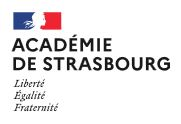 ACADÉMIE
DE STRASBOURG
Liberté
Égalité
Fraternité